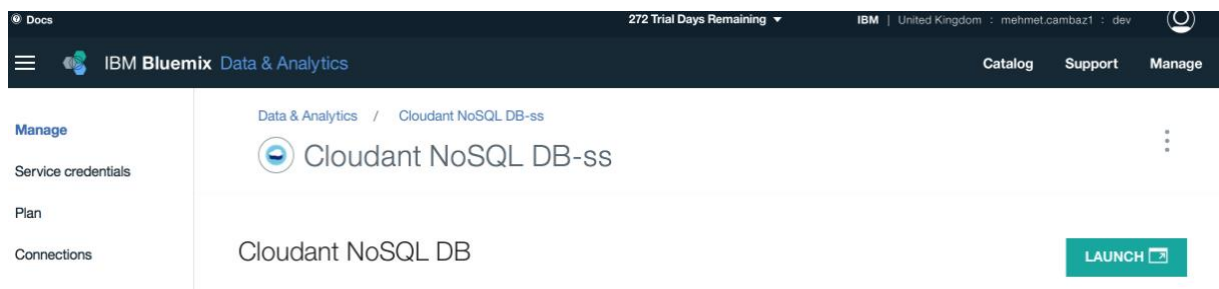 Docs 272 Trial Days Remaining IBM | United Kingdom : mehmet.cambaz1 : dev
IBM Bluemix Data & Analytics Catalog Support Manage
Manage
Service credentials
Plan
Connections
Data & Analytics / Cloudant NoSQL DB-ss
Cloudant NoSQL DB-ss
Cloudant NoSQL DB
LAUNCH